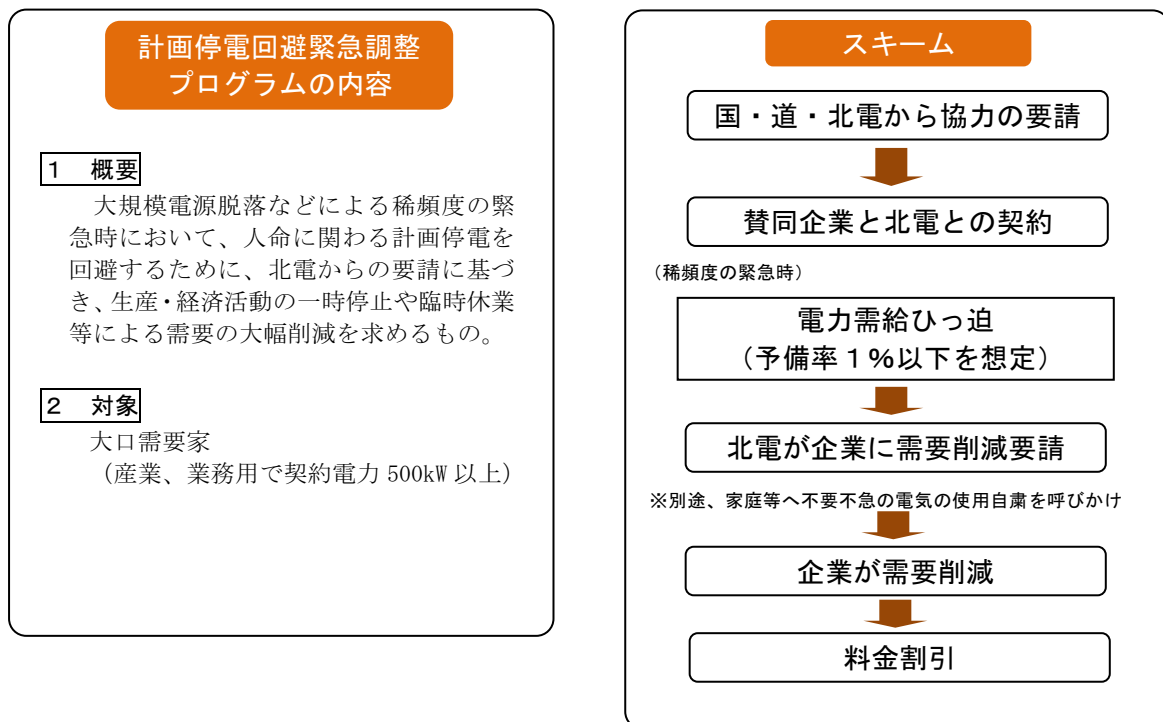 計画停電回避緊急調整
プログラムの内容
1 概要
大規模電源脱落などによる稀頻度の緊
急時において、人命に関わる計画停電を
回避するために、北電からの要請に基づ
き、生産・経済活動の一時停止や臨時休業
等による需要の大幅削減を求めるもの。
2 対象
大口需要家
（産業、業務用で契約電力 500kW 以上）
スキーム
国・道・北電から協力の要請
賛同企業と北電との契約
（稀頻度の緊急時）
電力需給ひっ迫
（予備率１％以下を想定）
北電が企業に需要削減要請
※別途、家庭等へ不要不急の電気の使用自粛を呼びかけ
企業が需要削減
料金割引